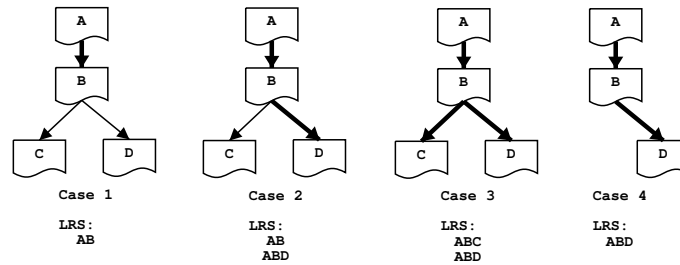 A A A A
B B B B
C D C D C D D
Case 1 Case 2 Case 3 Case 4
LRS: LRS: LRS: LRS:
AB AB ABC ABD
ABD ABD